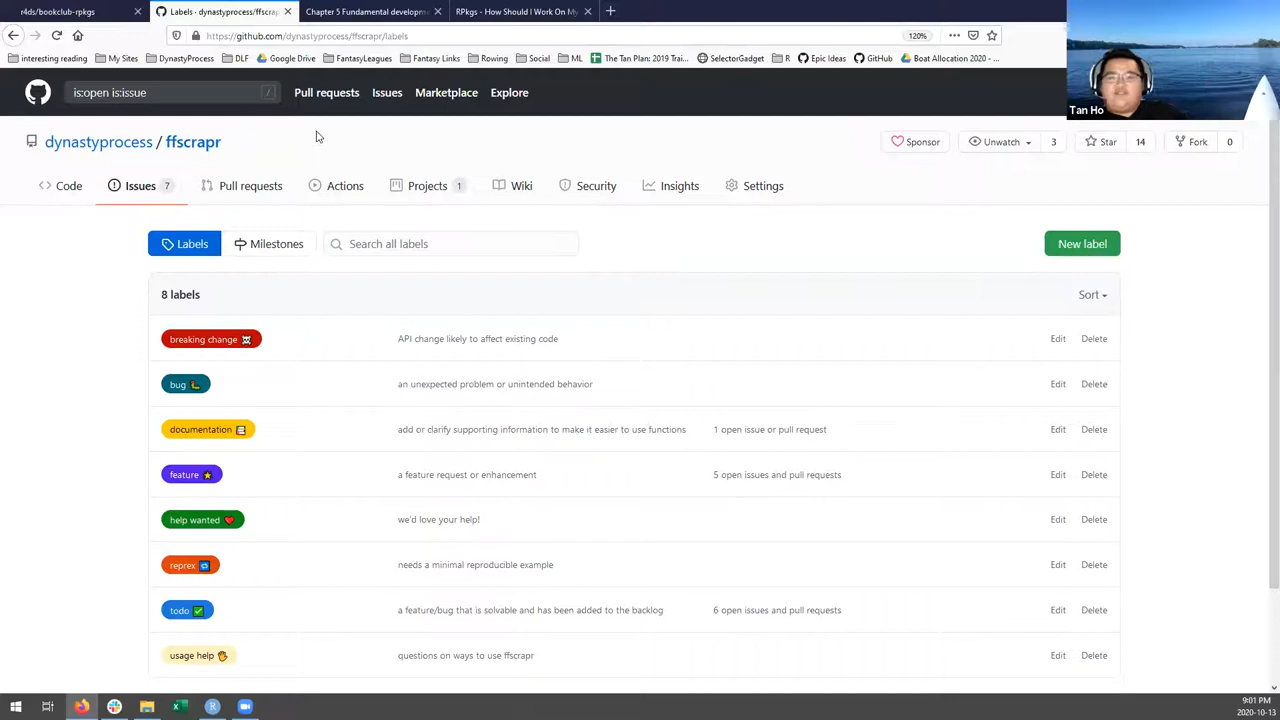 r4ds/bookclub-rpkgs
Labels · dynastyprocess/ffscrap
Chapter 5 Fundamental developm
RPkgs - How Should I Work On My
https://github.com/dynastyprocess/ffscrapr/labels
120%
interesting reading
My Sites
DynastyProcess
DLF
Google Drive
FantasyLeagues
Fantasy Links
Rowing
Social
ML
The Tan Plan: 2019 Trai...
SelectorGadget
R
Epic Ideas
GitHub
Boat Allocation 2020 -...
Tan Ho
is:open is:issue
/
Pull requests
Issues
Marketplace
Explore
dynastyprocess / ffscrapr
Sponsor
Unwatch
3
Star
14
Fork
0
Code
Issues 7
Pull requests
Actions
Projects 1
Wiki
Security
Insights
Settings
Labels
Milestones
Search all labels
New label
8 labels
Sort
breaking change
API change likely to affect existing code
Edit
Delete
bug
an unexpected problem or unintended behavior
Edit
Delete
documentation
add or clarify supporting information to make it easier to use functions
1 open issue or pull request
Edit
Delete
feature
a feature request or enhancement
5 open issues and pull requests
Edit
Delete
help wanted
we'd love your help!
Edit
Delete
reprex
needs a minimal reproducible example
Edit
Delete
todo
a feature/bug that is solvable and has been added to the backlog
6 open issues and pull requests
Edit
Delete
usage help
questions on ways to use ffscrapr
Edit
Delete
9:01 PM
2020-10-13